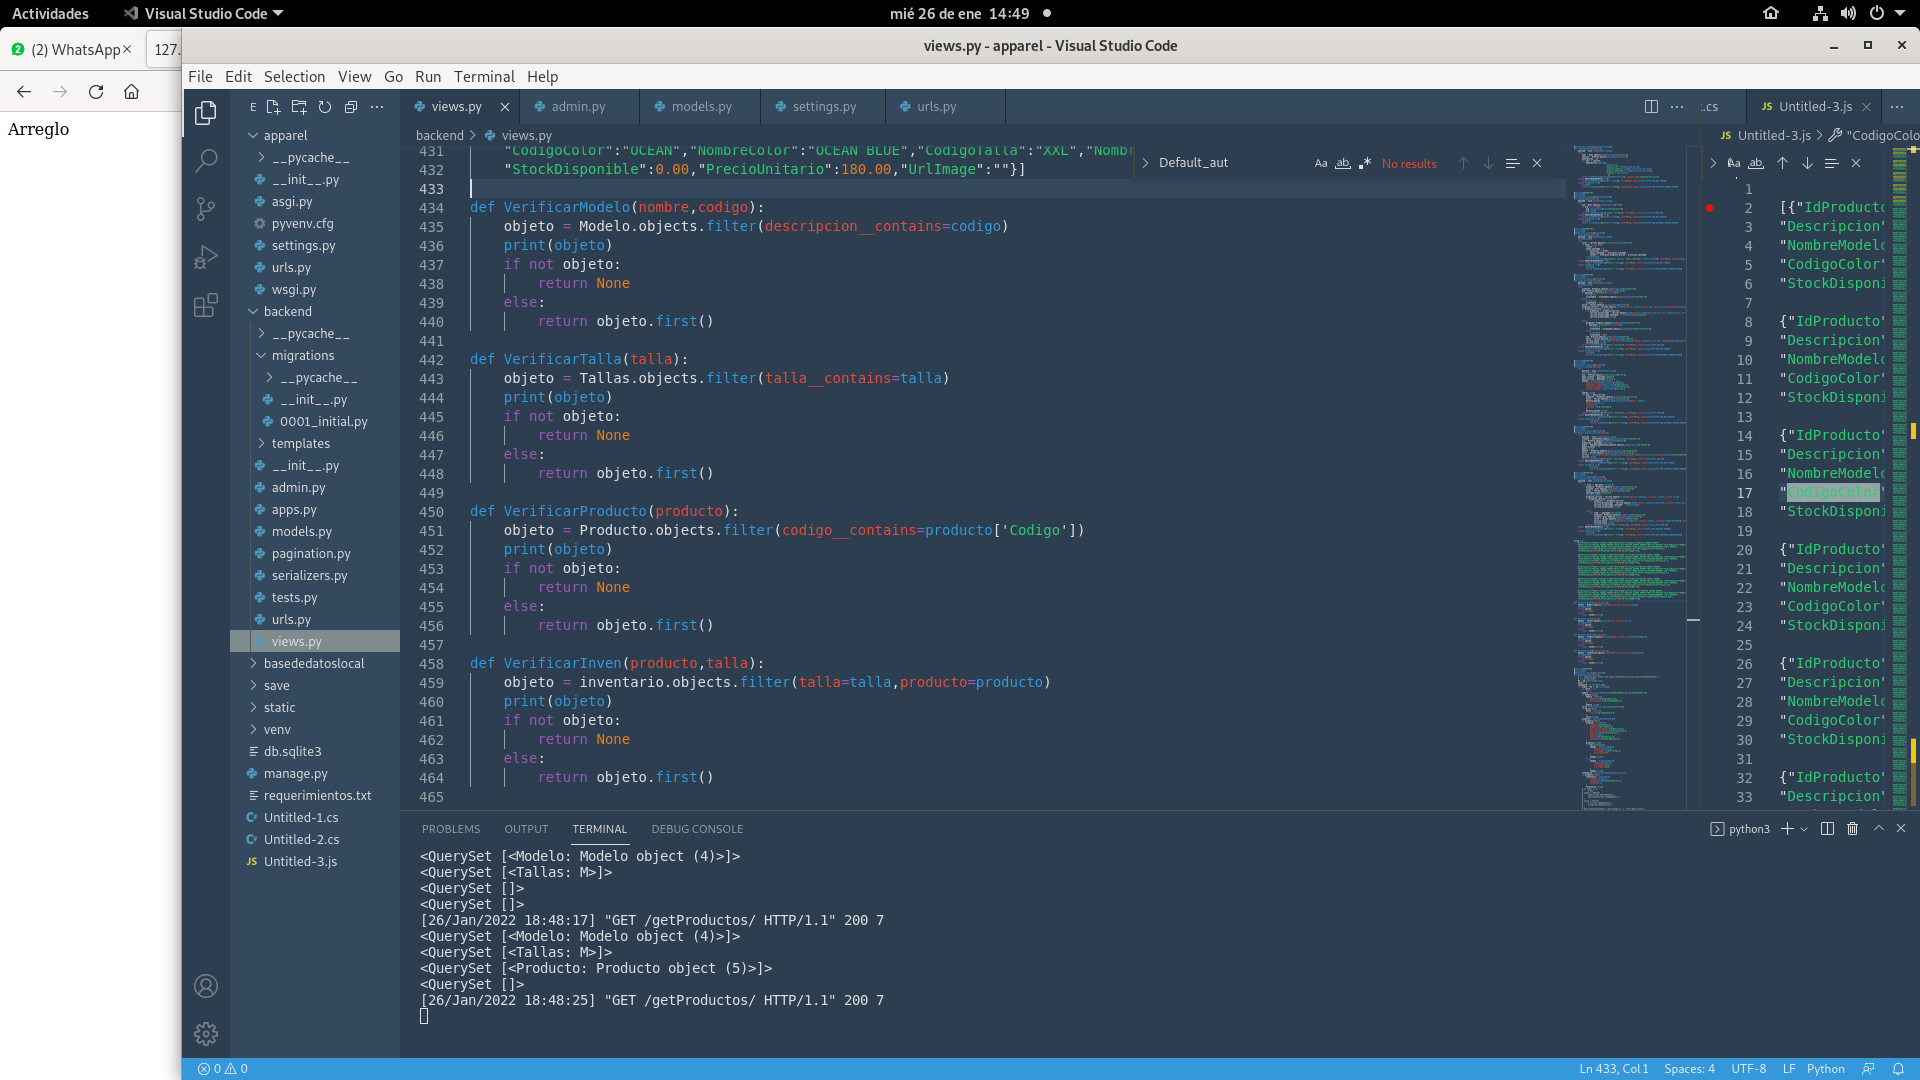 Actividades
Visual Studio Code
mié 26 de ene 14:49
(2) WhatsApp
127.
views.py - apparel - Visual Studio Code
File Edit Selection View Go Run Terminal Help
Arreglo
E
apparel
__pycache__
__init__.py
asgi.py
pyvenv.cfg
settings.py
urls.py
wsgi.py
backend
__pycache__
migrations
__pycache__
__init__.py
0001_initial.py
templates
__init__.py
admin.py
apps.py
models.py
pagination.py
serializers.py
tests.py
urls.py
views.py
basededatoslocal
save
static
venv
db.sqlite3
manage.py
requerimientos.txt
Untitled-1.cs
Untitled-2.cs
Untitled-3.js
views.py
admin.py
models.py
settings.py
urls.py
backend > views.py
Default_aut
Aa ab No results
431 "CodigoColor":"OCEAN","NombreColor":"OCEAN BLUE","CodigoTalla":"XXL","Nombr
432 "StockDisponible":0.00,"PrecioUnitario":180.00,"UrlImage":""}]
433
434 def VerificarModelo(nombre,codigo):
435 objeto = Modelo.objects.filter(descripcion__contains=codigo)
436 print(objeto)
437 if not objeto:
438 return None
439 else:
440 return objeto.first()
441
442 def VerificarTalla(talla):
443 objeto = Tallas.objects.filter(talla__contains=talla)
444 print(objeto)
445 if not objeto:
446 return None
447 else:
448 return objeto.first()
449
450 def VerificarProducto(producto):
451 objeto = Producto.objects.filter(codigo__contains=producto['Codigo'])
452 print(objeto)
453 if not objeto:
454 return None
455 else:
456 return objeto.first()
457
458 def VerificarInven(producto,talla):
459 objeto = inventario.objects.filter(talla=talla,producto=producto)
460 print(objeto)
461 if not objeto:
462 return None
463 else:
464 return objeto.first()
465
.cs
Untitled-3.js
Untitled-3.js > "CodigoColo
Aa ab
1
2 [{"IdProducto
3 "Descripcion"
4 "NombreModelo
5 "CodigoColor"
6 "StockDisponi
7
8 {"IdProducto"
9 "Descripcion"
10 "NombreModelo
11 "CodigoColor"
12 "StockDisponi
13
14 {"IdProducto"
15 "Descripcion"
16 "NombreModelo
17 "CodigoColor"
18 "StockDisponi
19
20 {"IdProducto"
21 "Descripcion"
22 "NombreModelo
23 "CodigoColor"
24 "StockDisponi
25
26 {"IdProducto"
27 "Descripcion"
28 "NombreModelo
29 "CodigoColor"
30 "StockDisponi
31
32 {"IdProducto"
33 "Descripcion"
PROBLEMS OUTPUT TERMINAL DEBUG CONSOLE
python3
<QuerySet [<Modelo: Modelo object (4)>]>
<QuerySet [<Tallas: M>]>
<QuerySet []>
<QuerySet []>
[26/Jan/2022 18:48:17] "GET /getProductos/ HTTP/1.1" 200 7
<QuerySet [<Modelo: Modelo object (4)>]>
<QuerySet [<Tallas: M>]>
<QuerySet [<Producto: Producto object (5)>]>
<QuerySet []>
[26/Jan/2022 18:48:25] "GET /getProductos/ HTTP/1.1" 200 7
0 0
Ln 433, Col 1 Spaces: 4 UTF-8 LF Python